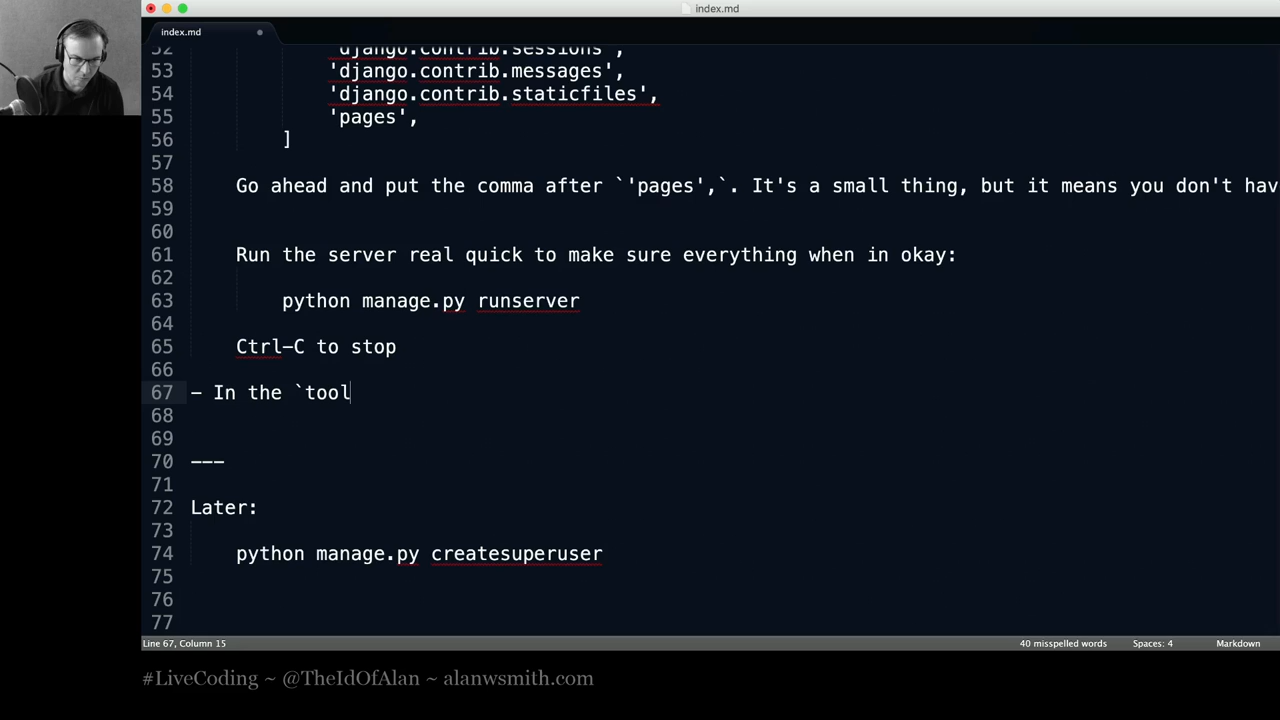 index.md
index.md
52 'django.contrib.sessions',
53 'django.contrib.messages',
54 'django.contrib.staticfiles',
55 'pages',
56 ]
57
58 Go ahead and put the comma after `'pages',`. It's a small thing, but it means you don't hav
59
60
61 Run the server real quick to make sure everything when in okay:
62
63 python manage.py runserver
64
65 Ctrl-C to stop
66
67 - In the `tool
68
69
70 ---
71
72 Later:
73
74 python manage.py createsuperuser
75
76
77
Line 67, Column 15 40 misspelled words Spaces: 4 Markdown
#LiveCoding ~ @TheIdOfAlan ~ alanwsmith.com